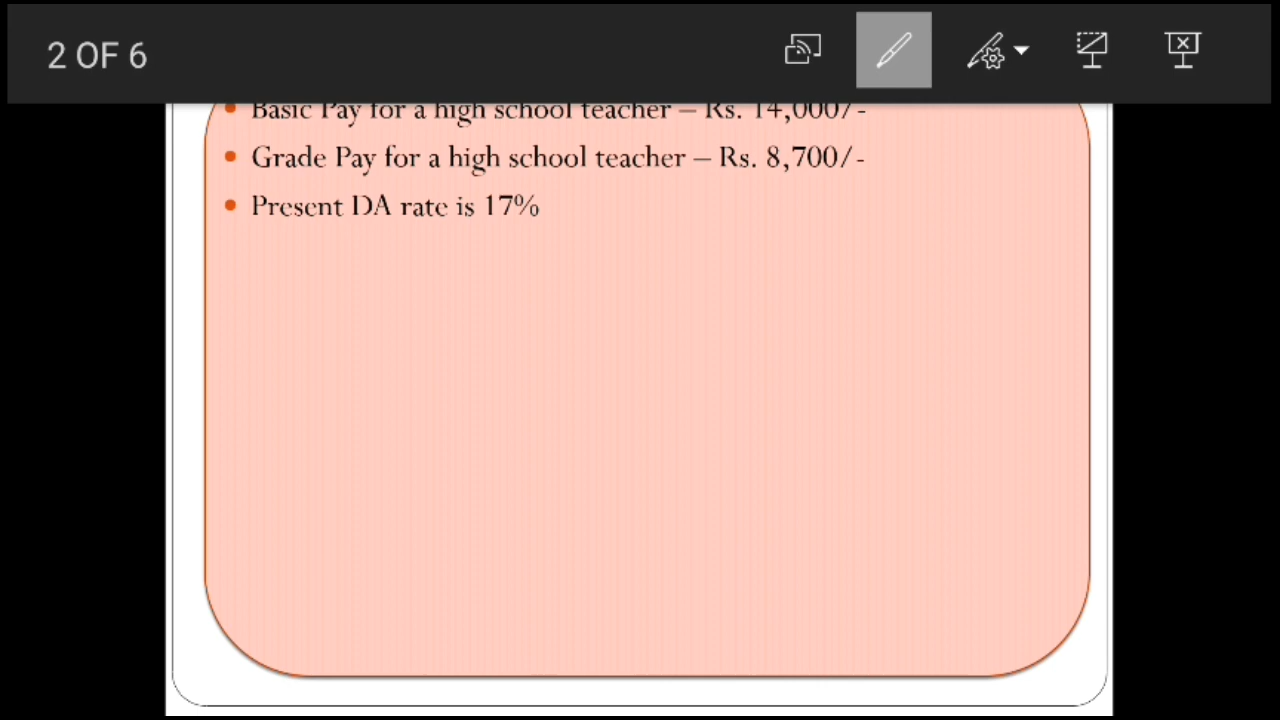 2 OF 6
Basic Pay for a high school teacher – Rs. 14,000/-
Grade Pay for a high school teacher – Rs. 8,700/-
Present DA rate is 17%